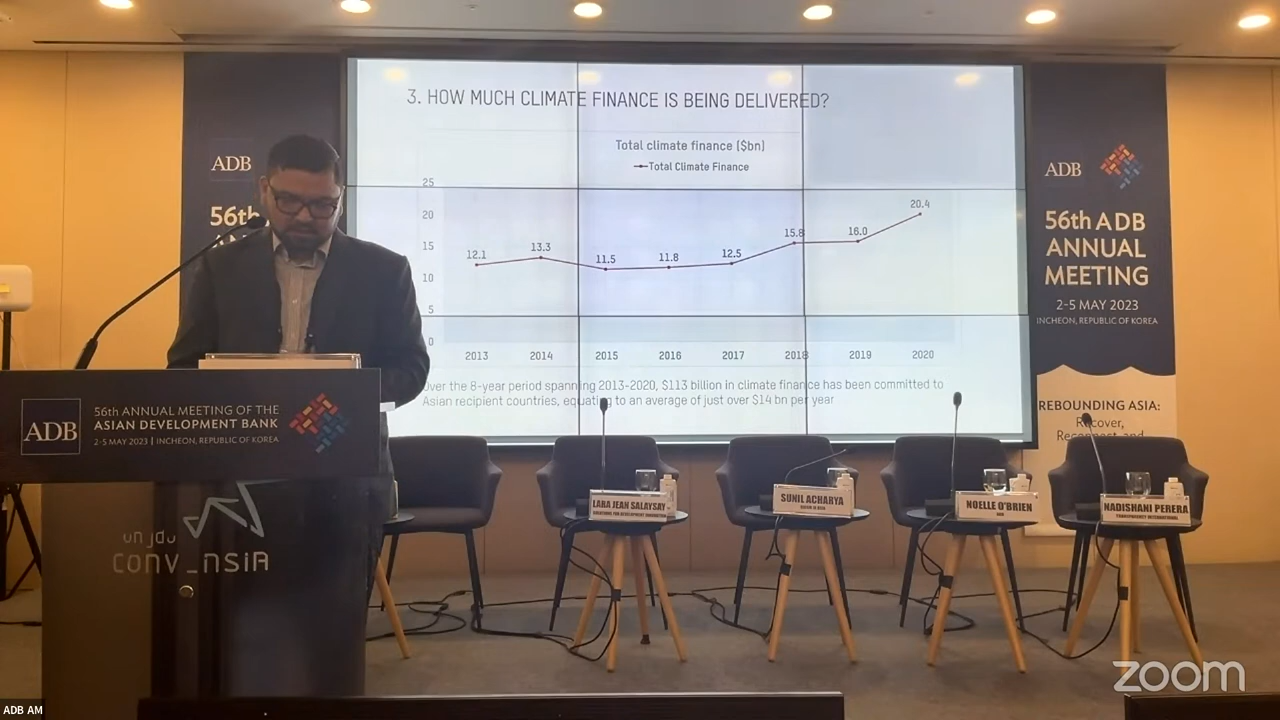 3. HOW MUCH CLIMATE FINANCE IS BEING DELIVERED?
Total climate finance ($bn)
Total Climate Finance
25
20
15
10
5
0
12.1
13.3
11.5
11.8
12.5
15.8
16.0
20.4
2013 2014 2015 2016 2017 2018 2019 2020
Over the 8-year period spanning 2013-2020, $113 billion in climate finance has been committed to
Asian recipient countries, equating to an average of just over $14 bn per year
ADB
56th
ADB
56th ADB
ANNUAL
MEETING
2-5 MAY 2023
INCHEON, REPUBLIC OF KOREA
REBOUNDING ASIA:
Recover,
Reconnect, and
ADB
56th ANNUAL MEETING OF THE
ASIAN DEVELOPMENT BANK
2-5 MAY 2023 | INCHEON, REPUBLIC OF KOREA
CONV_NSIA
LARA JEAN SALAYSAY
SUNIL ACHARYA
NOELLE O'BRIEN
ADB
NADISHANI PERERA
TRANSPARENCY INTERNATIONAL
zoom
ADB AM